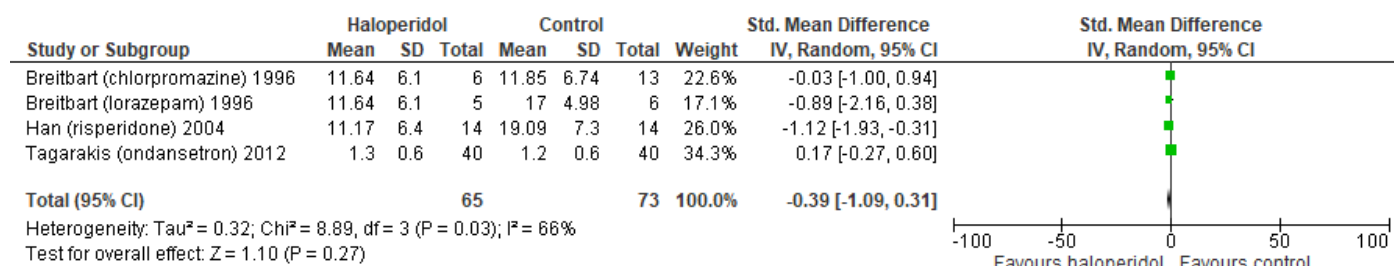 Haloperidol Control Std. Mean Difference Std. Mean Difference
Study or Subgroup Mean SD Total Mean SD Total Weight IV, Random, 95% CI IV, Random, 95% CI
Breitbart (chlorpromazine) 1996 11.64 6.1 6 11.85 6.74 13 22.6% -0.03 [-1.00, 0.94]
Breitbart (lorazepam) 1996 11.64 6.1 5 17 4.98 6 17.1% -0.89 [-2.16, 0.38]
Han (risperidone) 2004 11.17 6.4 14 19.09 7.3 14 26.0% -1.12 [-1.93, -0.31]
Tagarakis (ondansetron) 2012 1.3 0.6 40 1.2 0.6 40 34.3% 0.17 [-0.27, 0.60]
Total (95% CI) 65 73 100.0% -0.39 [-1.09, 0.31]
Heterogeneity: Tau² = 0.32; Chi² = 8.89, df = 3 (P = 0.03); I² = 66%
Test for overall effect: Z = 1.10 (P = 0.27)
-100 -50 0 50 100
Favours haloperidol Favours control